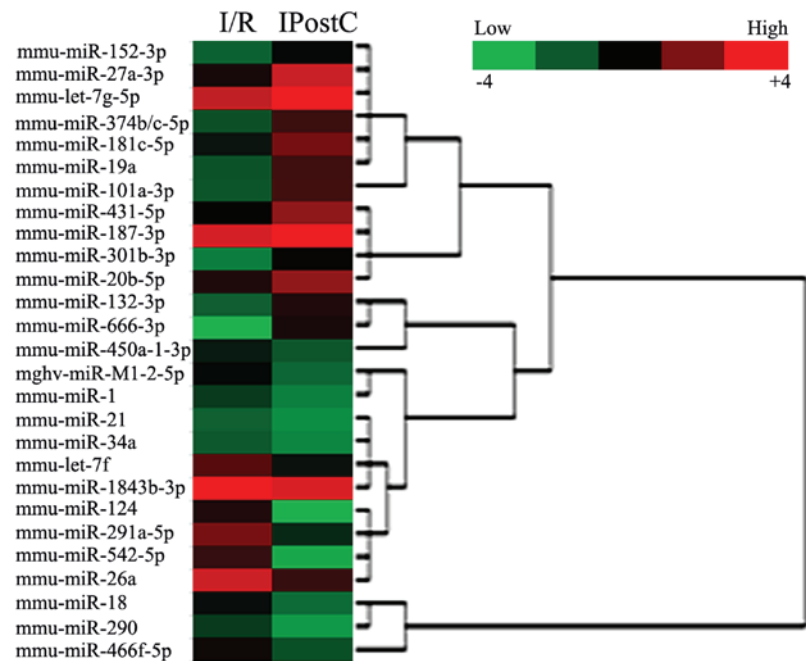 I/R IPostC
Low High
-4 +4
mmu-miR-152-3p
mmu-miR-27a-3p
mmu-let-7g-5p
mmu-miR-374b/c-5p
mmu-miR-181c-5p
mmu-miR-19a
mmu-miR-101a-3p
mmu-miR-431-5p
mmu-miR-187-3p
mmu-miR-301b-3p
mmu-miR-20b-5p
mmu-miR-132-3p
mmu-miR-666-3p
mmu-miR-450a-1-3p
mghv-miR-M1-2-5p
mmu-miR-1
mmu-miR-21
mmu-miR-34a
mmu-let-7f
mmu-miR-1843b-3p
mmu-miR-124
mmu-miR-291a-5p
mmu-miR-542-5p
mmu-miR-26a
mmu-miR-18
mmu-miR-290
mmu-miR-466f-5p